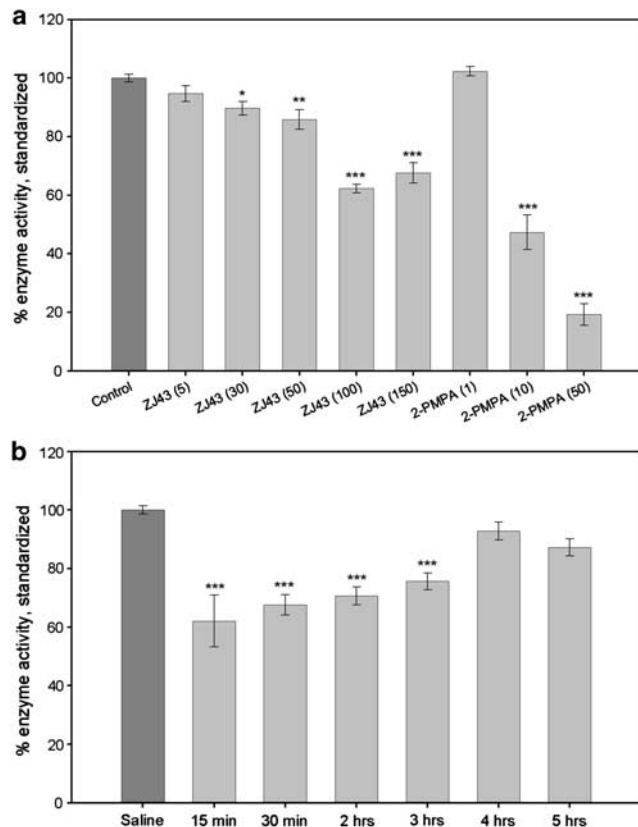 a
% enzyme activity, standardized
120
100
80
60
40
20
0
*
**
***
***
***
***
Control
ZJ43 (5)
ZJ43 (30)
ZJ43 (50)
ZJ43 (100)
ZJ43 (150)
2-PMPA (1)
2-PMPA (10)
2-PMPA (50)
b
% enzyme activity, standardized
120
100
80
60
40
20
0
***
***
***
***
Saline
15 min
30 min
2 hrs
3 hrs
4 hrs
5 hrs